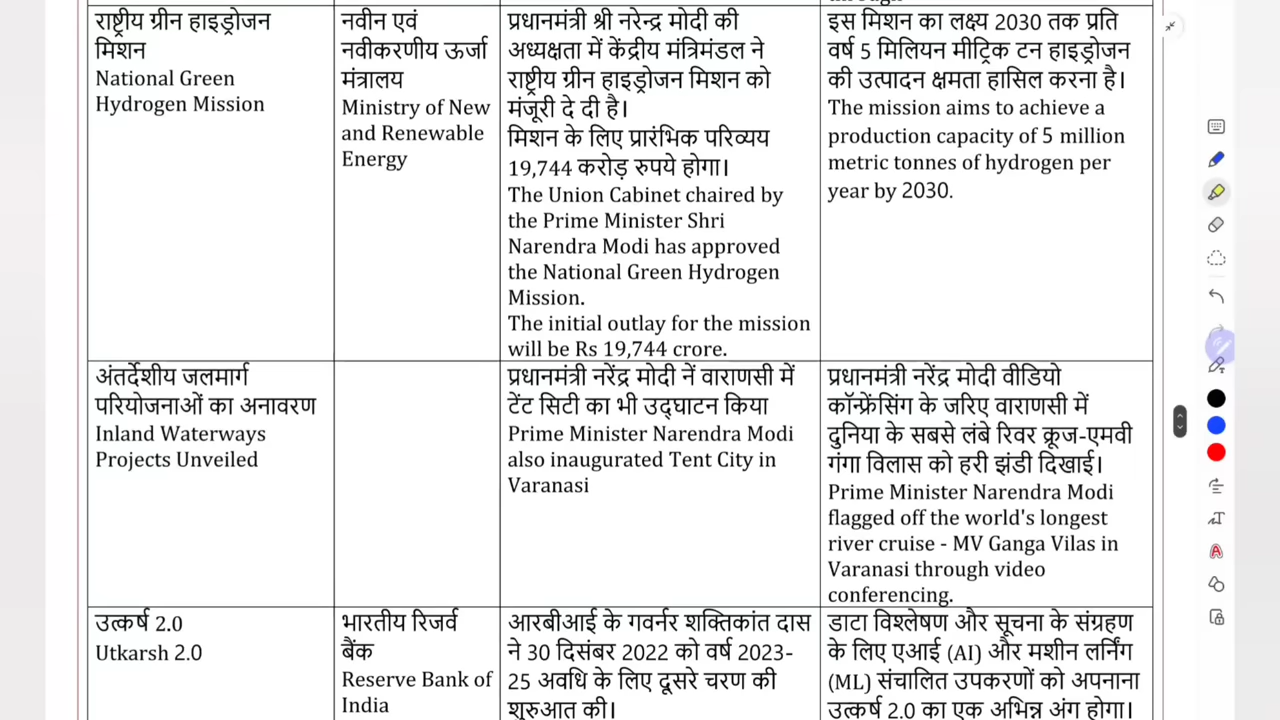 राष्ट्रीय ग्रीन हाइड्रोजन
मिशन
National Green
Hydrogen Mission
नवीन एवं
नवीकरणीय ऊर्जा
मंत्रालय
Ministry of New
and Renewable
Energy
प्रधानमंत्री श्री नरेन्द्र मोदी की
अध्यक्षता में केंद्रीय मंत्रिमंडल ने
राष्ट्रीय ग्रीन हाइड्रोजन मिशन को
मंजूरी दे दी है।
मिशन के लिए प्रारंभिक परिव्यय
19,744 करोड़ रुपये होगा।
The Union Cabinet chaired by
the Prime Minister Shri
Narendra Modi has approved
the National Green Hydrogen
Mission.
The initial outlay for the mission
will be Rs 19,744 crore.
इस मिशन का लक्ष्य 2030 तक प्रति
वर्ष 5 मिलियन मीट्रिक टन हाइड्रोजन
की उत्पादन क्षमता हासिल करना है।
The mission aims to achieve a
production capacity of 5 million
metric tonnes of hydrogen per
year by 2030.
अंतर्देशीय जलमार्ग
परियोजनाओं का अनावरण
Inland Waterways
Projects Unveiled
प्रधानमंत्री नरेंद्र मोदी नें वाराणसी में
टेंट सिटी का भी उद्घाटन किया
Prime Minister Narendra Modi
also inaugurated Tent City in
Varanasi
प्रधानमंत्री नरेंद्र मोदी वीडियो
कॉन्फ्रेंसिंग के जरिए वाराणसी में
दुनिया के सबसे लंबे रिवर क्रूज-एमवी
गंगा विलास को हरी झंडी दिखाई।
Prime Minister Narendra Modi
flagged off the world's longest
river cruise - MV Ganga Vilas in
Varanasi through video
conferencing.
उत्कर्ष 2.0
Utkarsh 2.0
भारतीय रिजर्व
बैंक
Reserve Bank of
India
आरबीआई के गवर्नर शक्तिकांत दास
ने 30 दिसंबर 2022 को वर्ष 2023-
25 अवधि के लिए दूसरे चरण की
शुरुआत की।
डाटा विश्लेषण और सूचना के संग्रहण
के लिए एआई (AI) और मशीन लर्निंग
(ML) संचालित उपकरणों को अपनाना
उत्कर्ष 2.0 का एक अभिन्न अंग होगा।